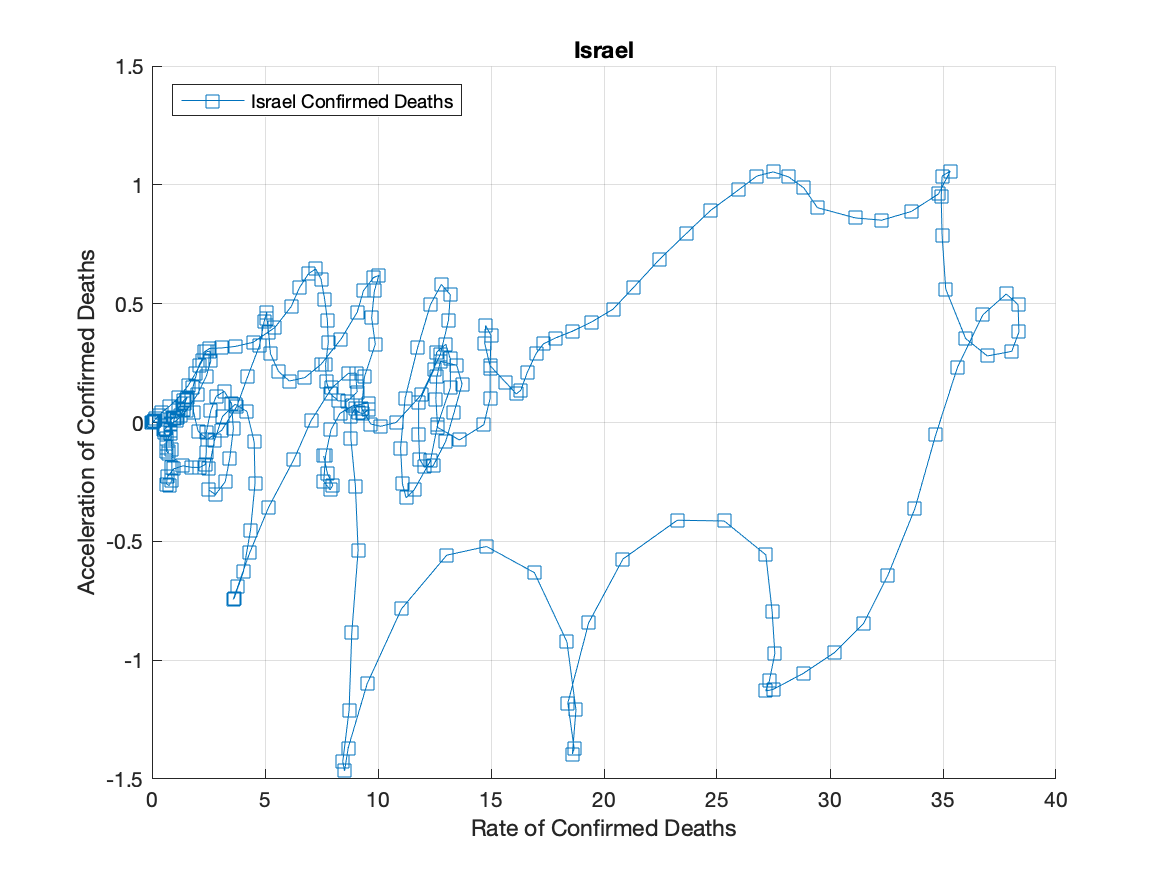 Israel
Israel Confirmed Deaths
1.5
1
0.5
0
-0.5
-1
-1.5
Acceleration of Confirmed Deaths
0 5 10 15 20 25 30 35 40
Rate of Confirmed Deaths